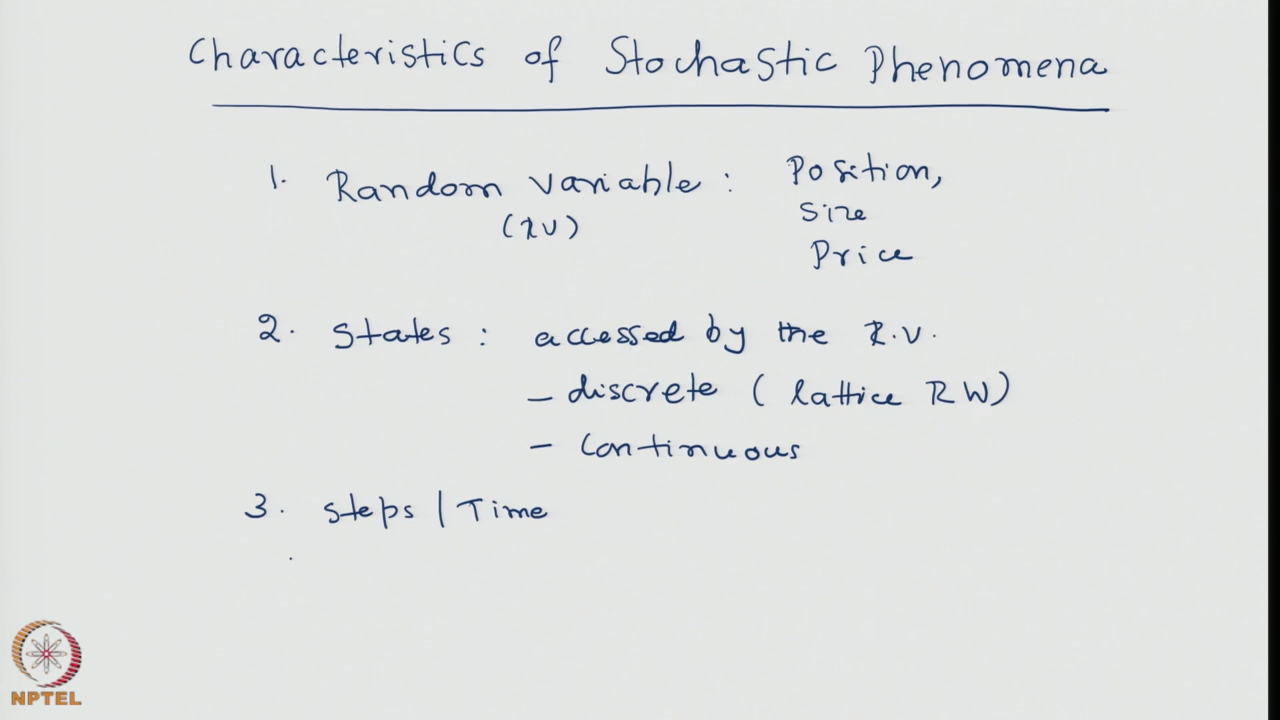 Characteristics of Stochastic Phenomena
1. Random variable : Position,
(RV) Size
Price
2. States : accessed by the R.V.
- discrete (lattice RW)
- Continuous
3. Steps | Time
NPTEL